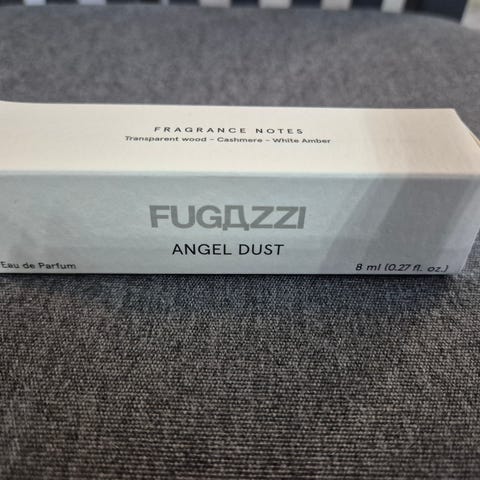 FRAGRANCE NOTES
Transparent wood - Cashmere - White Amber
FUGAZZI
ANGEL DUST
Eau de Parfum
8 ml (0.27 fl. oz.)